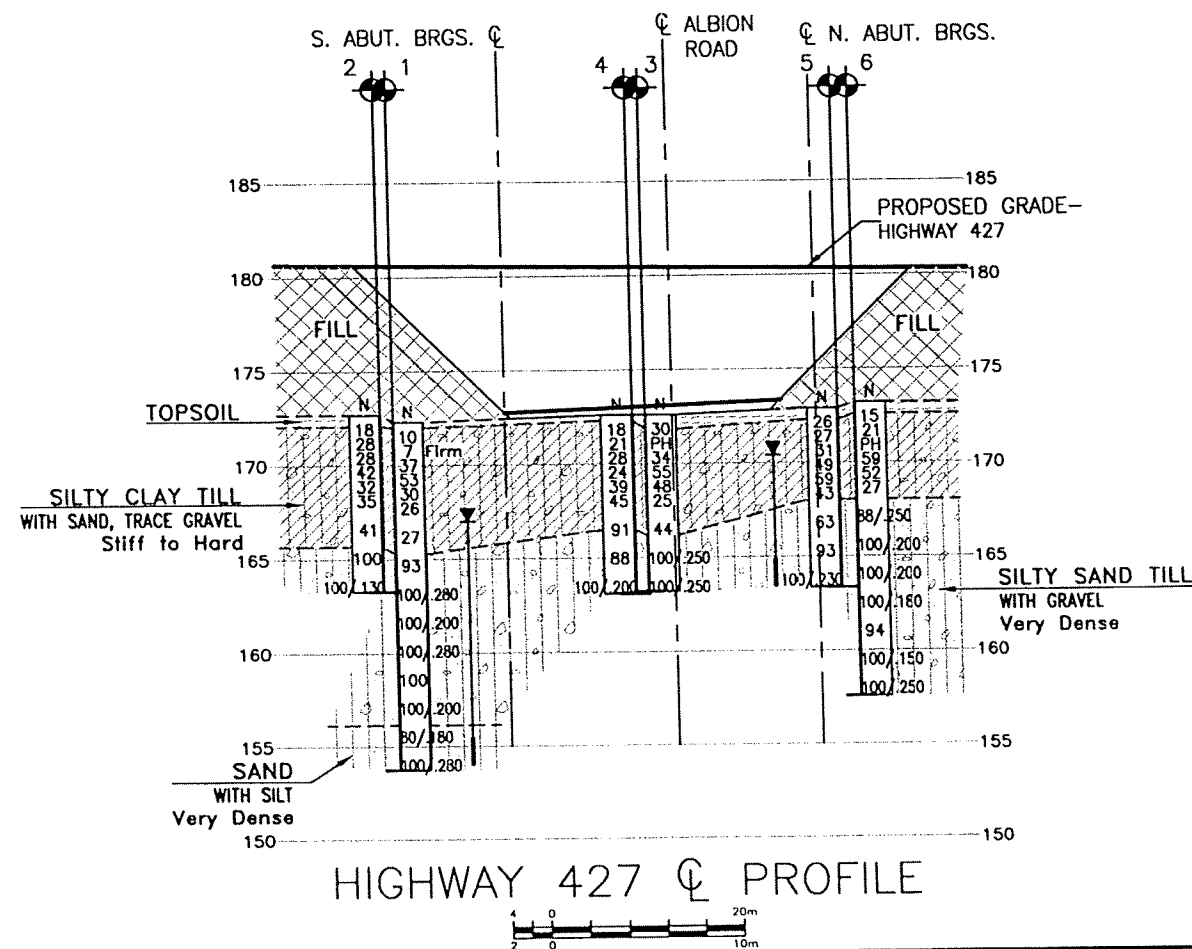 S. ABUT. BRGS. ℄
℄ ALBION
ROAD
℄ N. ABUT. BRGS.
2 1
4 3
5 6
185 185
PROPOSED GRADE-
HIGHWAY 427
180 180
FILL FILL
175 175
TOPSOIL
N
18
28
28
42
32
35
41
100
100/.130
N
10
7
37
53
30
26
27
93
100/.280
100/.200
100/.280
100
100/.200
80/.180
100/.280
Firm
N
18
21
28
24
39
45
91
88
100/.200
N
30
PH
34
55
48
25
44
100/.250
100/.250
N
26
27
31
49
59
43
63
93
100/.230
N
15
21
PH
59
52
27
88/.250
100/.200
100/.200
100/.180
94
100/.150
100/.250
170 170
SILTY CLAY TILL
WITH SAND, TRACE GRAVEL
Stiff to Hard
165 165
SILTY SAND TILL
WITH GRAVEL
Very Dense
160 160
155 155
SAND
WITH SILT
Very Dense
150 150
HIGHWAY 427 ℄ PROFILE
4 0 20m
2 0 10m